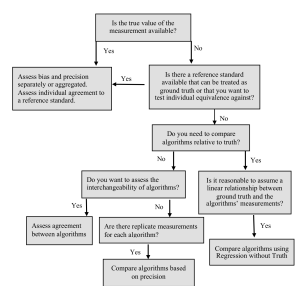 Is the true value of the
measurement available?
Yes
No
Assess bias and precision
separately or aggregated.
Assess individual agreement to
a reference standard.
Yes
Is there a reference standard
available that can be treated as
ground truth or that you want to
test individual equivalence against?
No
Do you need to compare
algorithms relative to truth?
No
Yes
Do you want to assess the
interchangeability of algorithms?
Is it reasonable to assume a
linear relationship between
ground truth and the
algorithms' measurements?
Yes
No
Yes
Assess agreement
between algorithms
Are there replicate measurements
for each algorithm?
Compare algorithms using
Regression without Truth
Yes
Compare algorithms based
on precision